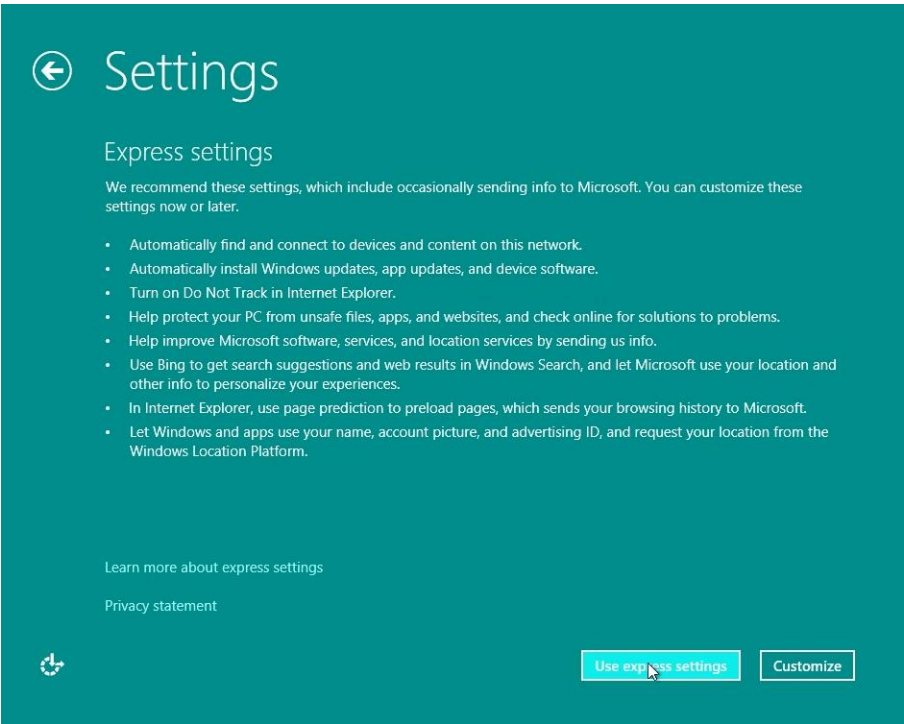 Settings
Express settings
We recommend these settings, which include occasionally sending info to Microsoft. You can customize these
settings now or later.
• Automatically find and connect to devices and content on this network.
• Automatically install Windows updates, app updates, and device software.
• Turn on Do Not Track in Internet Explorer.
• Help protect your PC from unsafe files, apps, and websites, and check online for solutions to problems.
• Help improve Microsoft software, services, and location services by sending us info.
• Use Bing to get search suggestions and web results in Windows Search, and let Microsoft use your location and
other info to personalize your experiences.
• In Internet Explorer, use page prediction to preload pages, which sends your browsing history to Microsoft.
• Let Windows and apps use your name, account picture, and advertising ID, and request your location from the
Windows Location Platform.
Learn more about express settings
Privacy statement
Use express settings
Customize